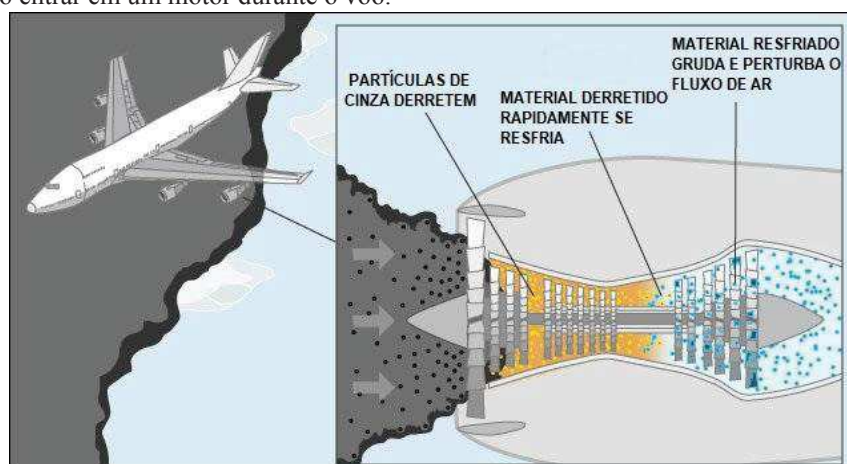 o entrar em um motor durante o voo.
PARTÍCULAS DE
CINZA DERRETEM
MATERIAL DERRETIDO
RAPIDAMENTE SE
RESFRIA
MATERIAL RESFRIADO
GRUDA E PERTURBA O
FLUXO DE AR